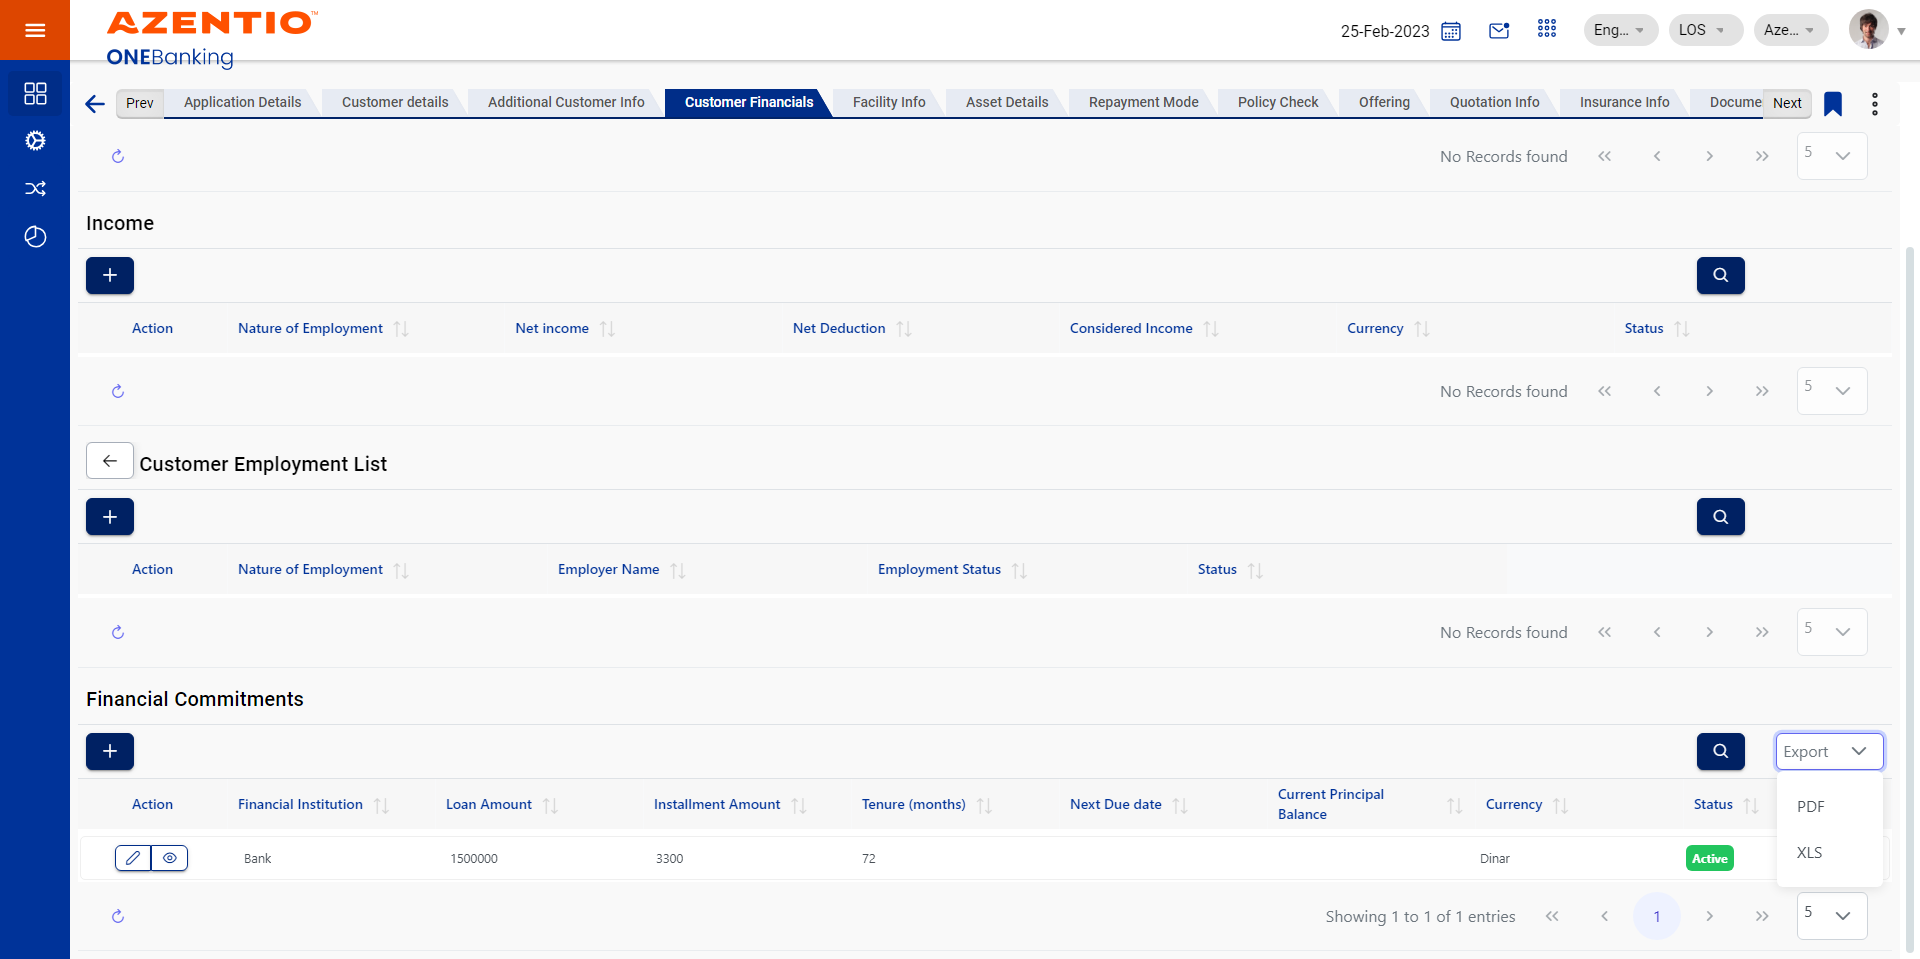 AZENTIO™
ONEBanking
25-Feb-2023
Eng...
LOS
Aze...
Prev
Application Details
Customer details
Additional Customer Info
Customer Financials
Facility Info
Asset Details
Repayment Mode
Policy Check
Offering
Quotation Info
Insurance Info
Docume
Next
No Records found
5
Income
Action
Nature of Employment
Net income
Net Deduction
Considered Income
Currency
Status
No Records found
5
Customer Employment List
Action
Nature of Employment
Employer Name
Employment Status
Status
No Records found
5
Financial Commitments
Export
PDF
XLS
Action
Financial Institution
Loan Amount
Installment Amount
Tenure (months)
Next Due date
Current Principal
Balance
Currency
Status
Bank
1500000
3300
72
Dinar
Active
Showing 1 to 1 of 1 entries
1
5